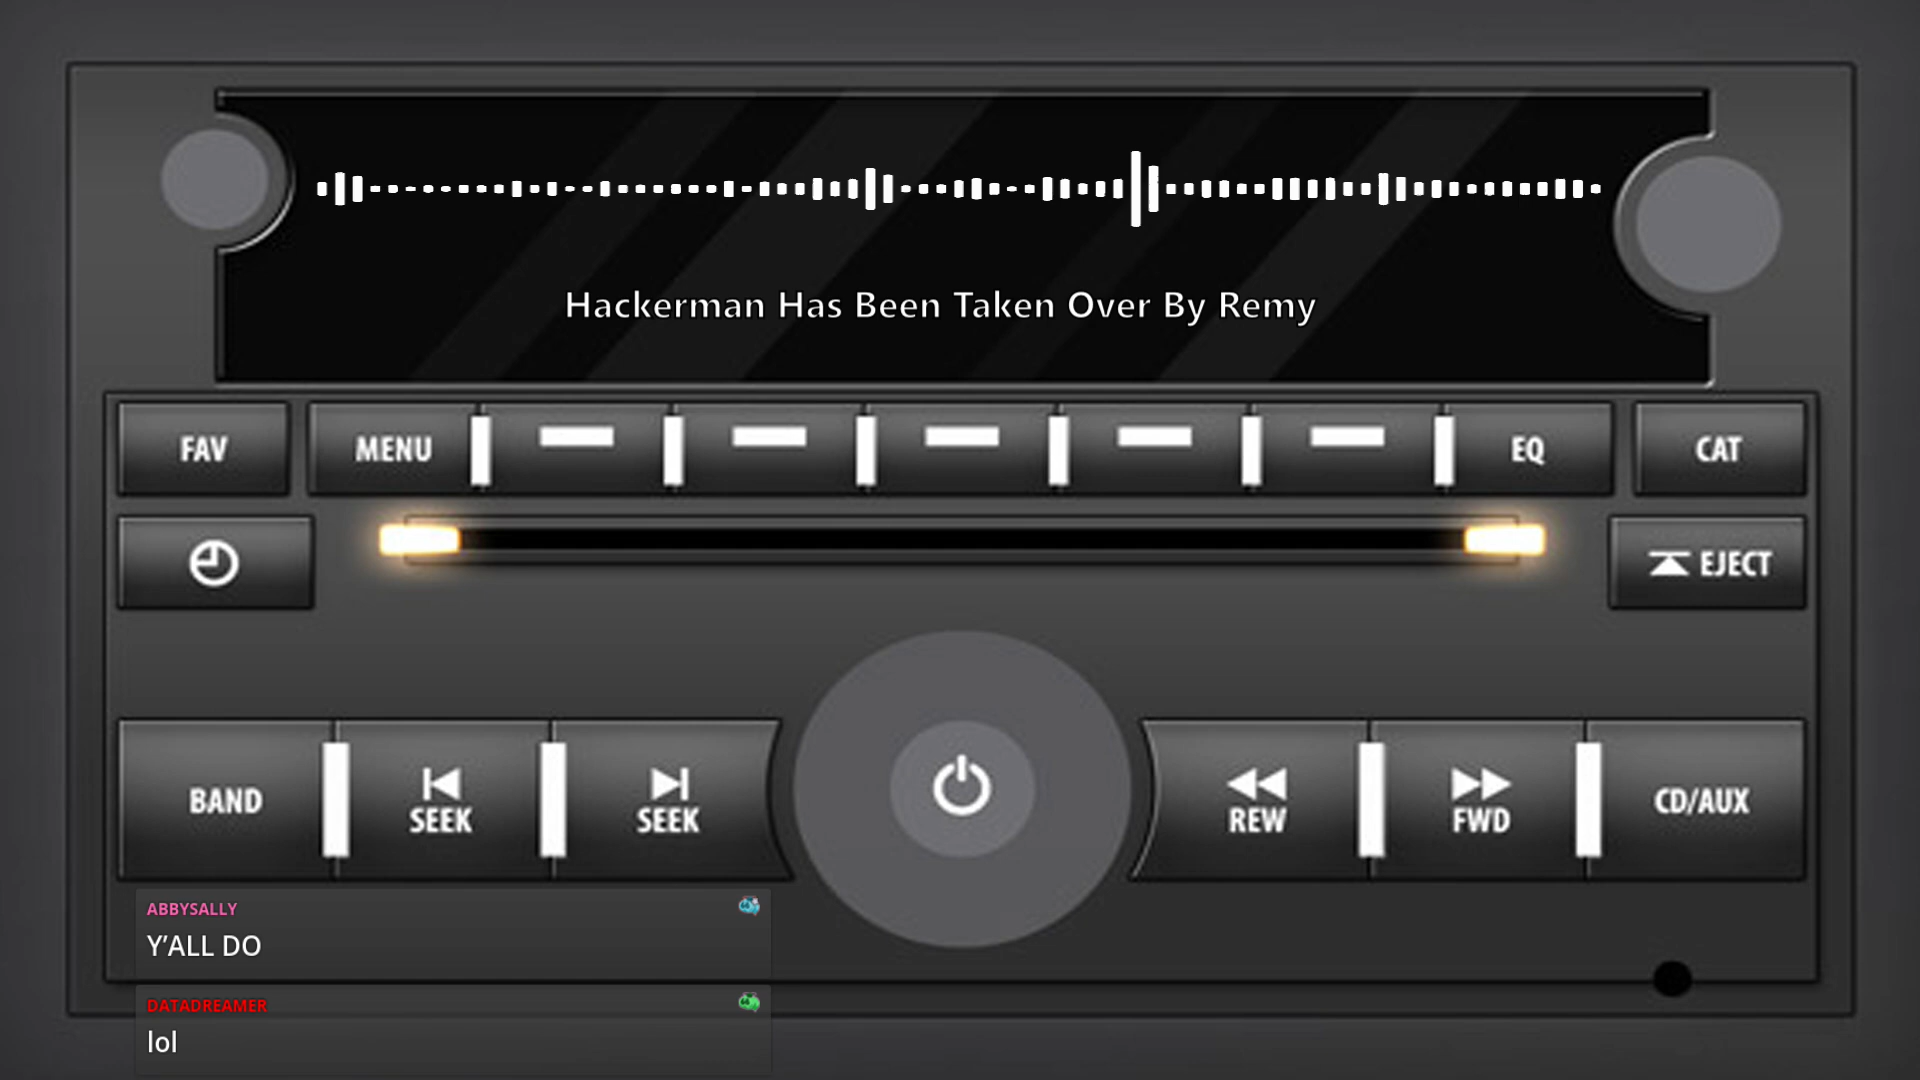 Hackerman Has Been Taken Over By Remy
FAV
MENU
EQ
CAT
EJECT
BAND
SEEK
SEEK
REW
FWD
CD/AUX
ABBYSALLY
Y’ALL DO
DATADREAMER
lol